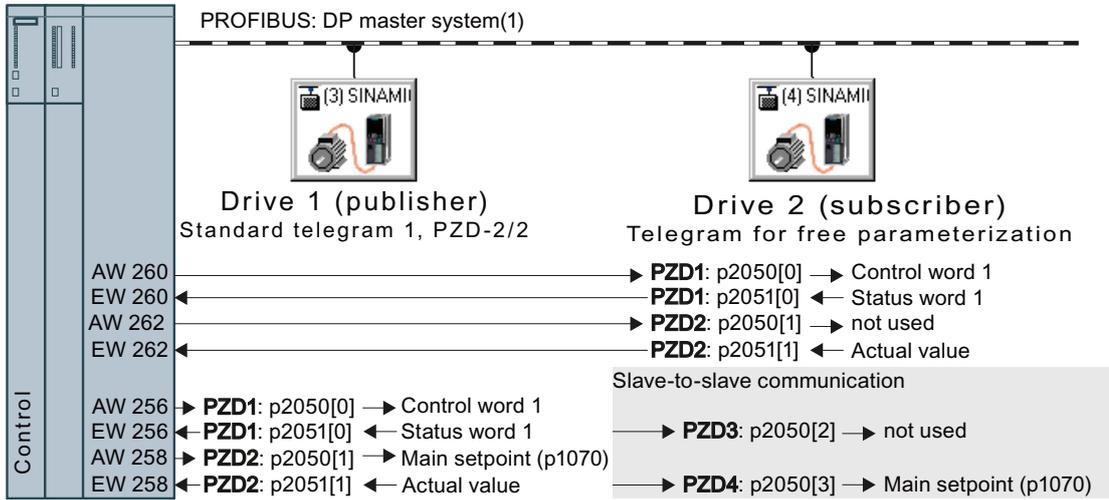 PROFIBUS: DP master system(1)
(3) SINAMI
(4) SINAMI
Drive 1 (publisher)
Standard telegram 1, PZD-2/2
Drive 2 (subscriber)
Telegram for free parameterization
AW 260 PZD1: p2050[0] Control word 1
EW 260 PZD1: p2051[0] Status word 1
AW 262 PZD2: p2050[1] not used
EW 262 PZD2: p2051[1] Actual value
Slave-to-slave communication
AW 256 PZD1: p2050[0] Control word 1
EW 256 PZD1: p2051[0] Status word 1 PZD3: p2050[2] not used
AW 258 PZD2: p2050[1] Main setpoint (p1070)
EW 258 PZD2: p2051[1] Actual value PZD4: p2050[3] Main setpoint (p1070)
Control